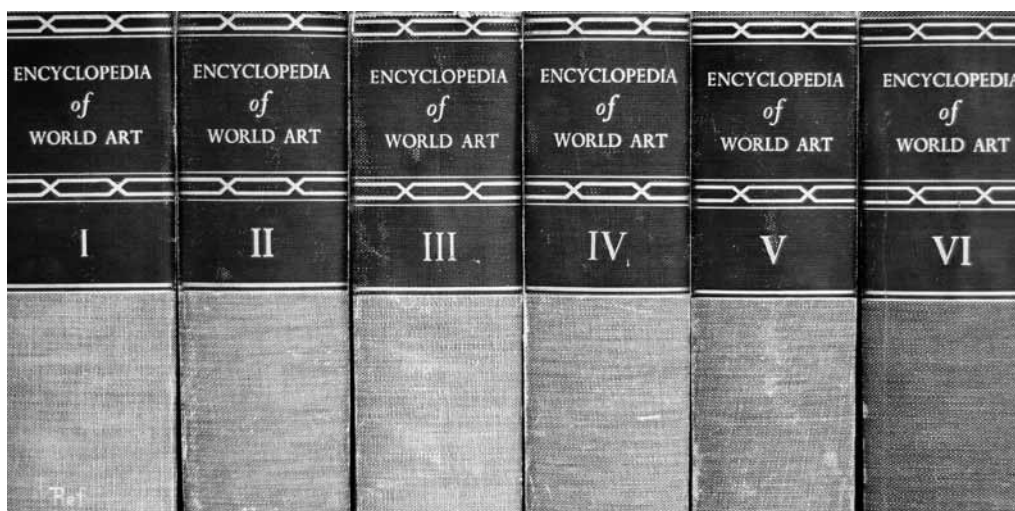 ENCYCLOPEDIA
of
WORLD ART
I
ENCYCLOPEDIA
of
WORLD ART
II
ENCYCLOPEDIA
of
WORLD ART
III
ENCYCLOPEDIA
of
WORLD ART
IV
ENCYCLOPEDIA
of
WORLD ART
V
ENCYCLOPEDIA
of
WORLD ART
VI
Ref